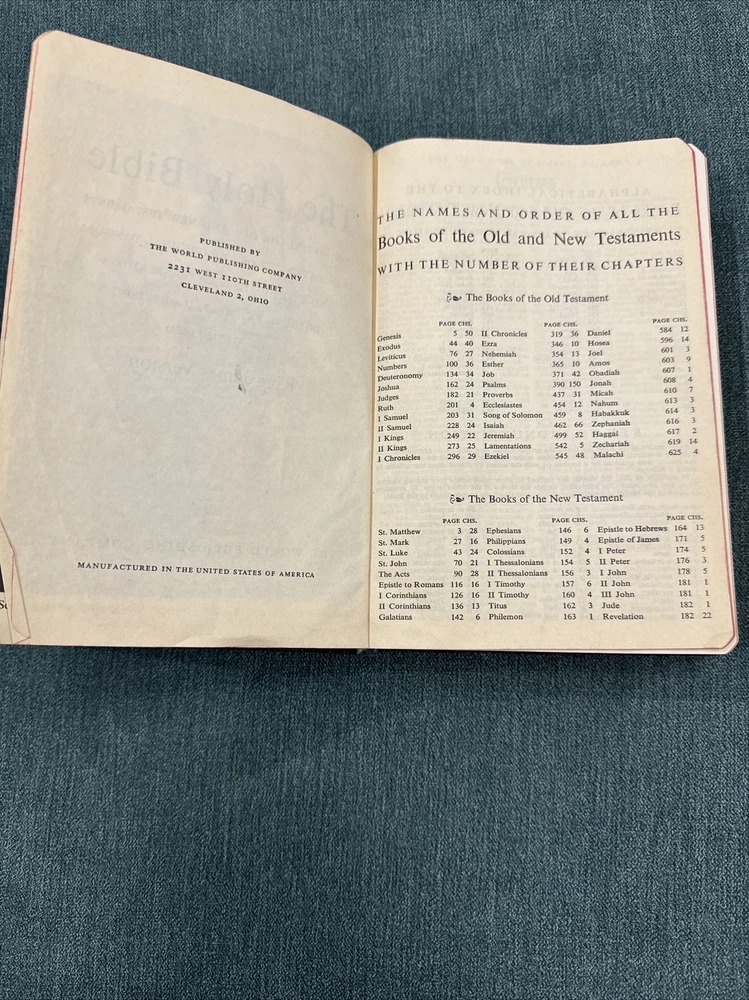 PUBLISHED BY
THE WORLD PUBLISHING COMPANY
2231 WEST 110TH STREET
CLEVELAND 2, OHIO
MANUFACTURED IN THE UNITED STATES OF AMERICA
THE NAMES AND ORDER OF ALL THE
Books of the Old and New Testaments
WITH THE NUMBER OF THEIR CHAPTERS
The Books of the Old Testament
PAGE CHS. PAGE CHS. PAGE CHS.
Genesis 5 50 II Chronicles 319 36 Daniel 584 12
Exodus 44 40 Ezra 346 10 Hosea 596 14
Leviticus 76 27 Nehemiah 354 13 Joel 601 3
Numbers 100 36 Esther 365 10 Amos 603 9
Deuteronomy 134 34 Job 371 42 Obadiah 607 1
Joshua 162 24 Psalms 390 150 Jonah 608 4
Judges 182 21 Proverbs 437 31 Micah 610 7
Ruth 201 4 Ecclesiastes 454 12 Nahum 613 3
I Samuel 203 31 Song of Solomon 459 8 Habakkuk 614 3
II Samuel 228 24 Isaiah 462 66 Zephaniah 616 3
I Kings 249 22 Jeremiah 499 52 Haggai 617 2
II Kings 273 25 Lamentations 542 5 Zechariah 619 14
I Chronicles 296 29 Ezekiel 545 48 Malachi 625 4
The Books of the New Testament
PAGE CHS. PAGE CHS. PAGE CHS.
St. Matthew 3 28 Ephesians 146 6 Epistle to Hebrews 164 13
St. Mark 27 16 Philippians 149 4 Epistle of James 171 5
St. Luke 43 24 Colossians 152 4 I Peter 174 5
St. John 70 21 I Thessalonians 154 5 II Peter 176 3
The Acts 90 28 II Thessalonians 156 3 I John 178 5
Epistle to Romans 116 16 I Timothy 157 6 II John 181 1
I Corinthians 126 16 II Timothy 160 4 III John 181 1
II Corinthians 136 13 Titus 162 3 Jude 182 1
Galatians 142 6 Philemon 163 1 Revelation 182 22